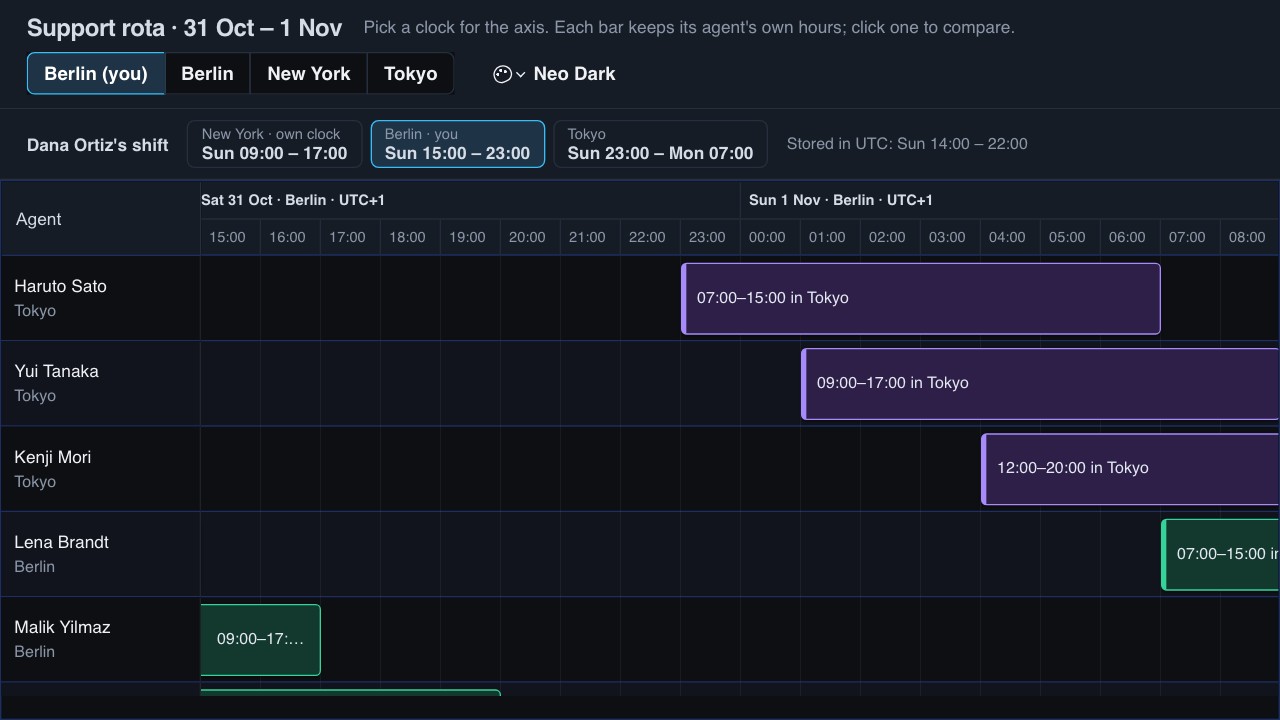 Support rota · 31 Oct – 1 Nov
Pick a clock for the axis. Each bar keeps its agent's own hours; click one to compare.
Berlin (you)
Berlin
New York
Tokyo
Neo Dark
Dana Ortiz's shift
New York · own clock
Sun 09:00 – 17:00
Berlin · you
Sun 15:00 – 23:00
Tokyo
Sun 23:00 – Mon 07:00
Stored in UTC: Sun 14:00 – 22:00
Agent
Sat 31 Oct · Berlin · UTC+1
Sun 1 Nov · Berlin · UTC+1
15:00 16:00 17:00 18:00 19:00 20:00 21:00 22:00 23:00 00:00 01:00 02:00 03:00 04:00 05:00 06:00 07:00 08:00
Haruto Sato
Tokyo
07:00–15:00 in Tokyo
Yui Tanaka
Tokyo
09:00–17:00 in Tokyo
Kenji Mori
Tokyo
12:00–20:00 in Tokyo
Lena Brandt
Berlin
07:00–15:00
Malik Yilmaz
Berlin
09:00–17:…